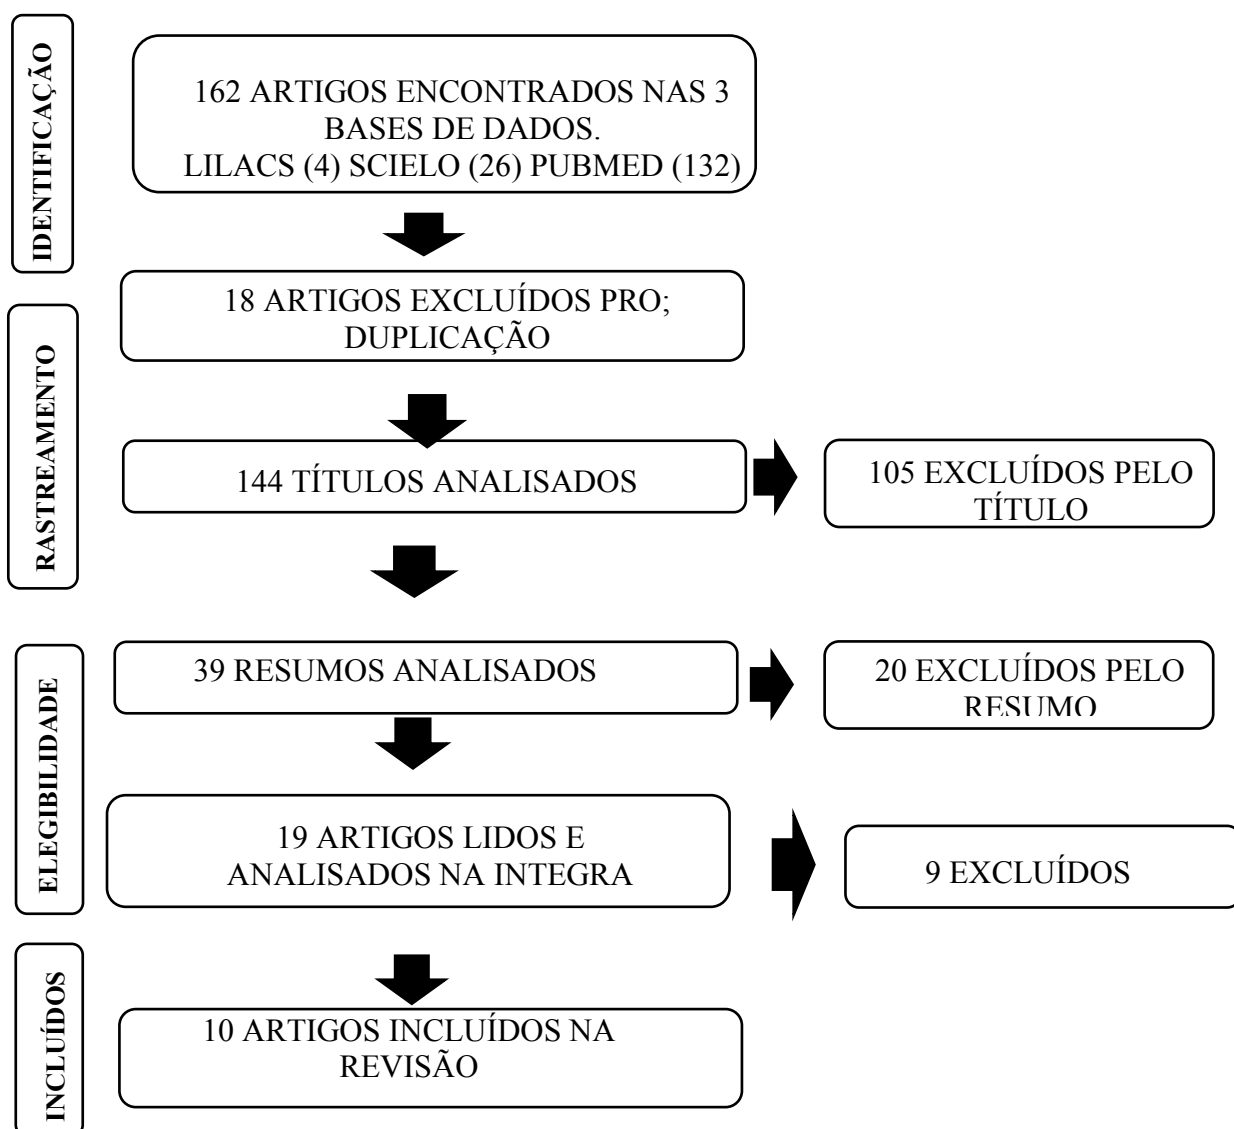 IDENTIFICAÇÃO
162 ARTIGOS ENCONTRADOS NAS 3
BASES DE DADOS.
LILACS (4) SCIELO (26) PUBMED (132)
18 ARTIGOS EXCLUÍDOS PRO;
DUPLICAÇÃO
RASTREAMENTO
144 TÍTULOS ANALISADOS
105 EXCLUÍDOS PELO
TÍTULO
ELEGIBILIDADE
39 RESUMOS ANALISADOS
20 EXCLUÍDOS PELO
RESUMO
19 ARTIGOS LIDOS E
ANALISADOS NA INTEGRA
9 EXCLUÍDOS
INCLUÍDOS
10 ARTIGOS INCLUÍDOS NA
REVISÃO